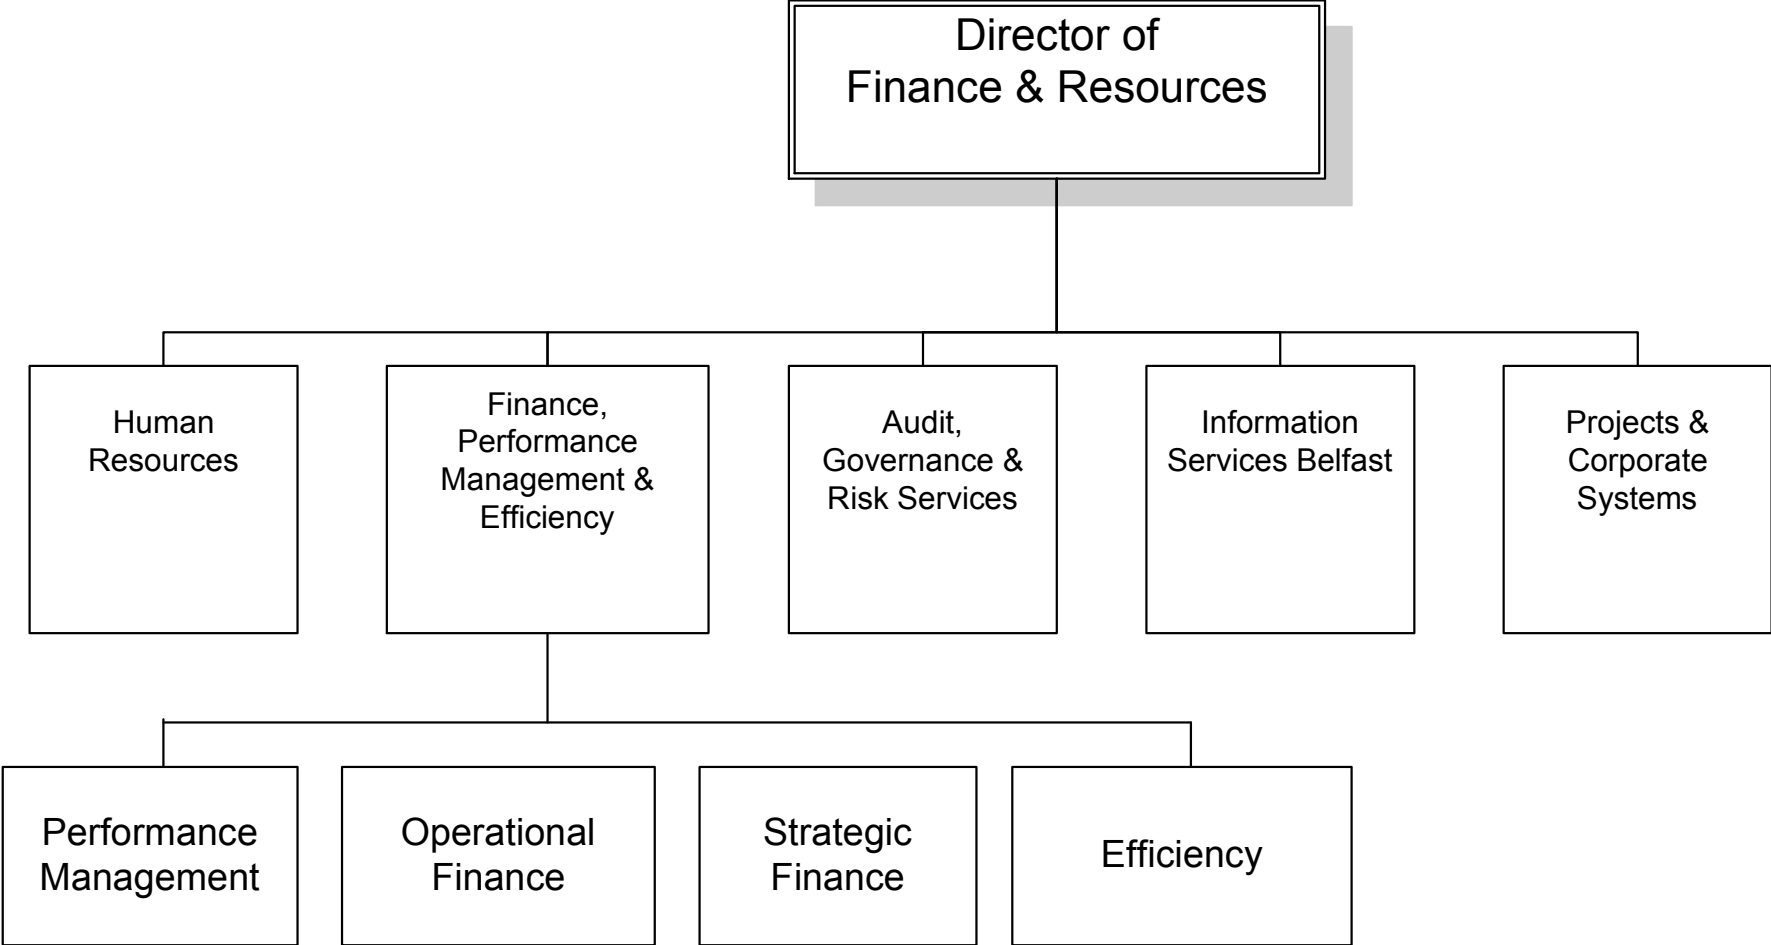 Director of
Finance & Resources
Human
Resources
Finance,
Performance
Management &
Efficiency
Audit,
Governance &
Risk Services
Information
Services Belfast
Projects &
Corporate
Systems
Performance
Management
Operational
Finance
Strategic
Finance
Efficiency